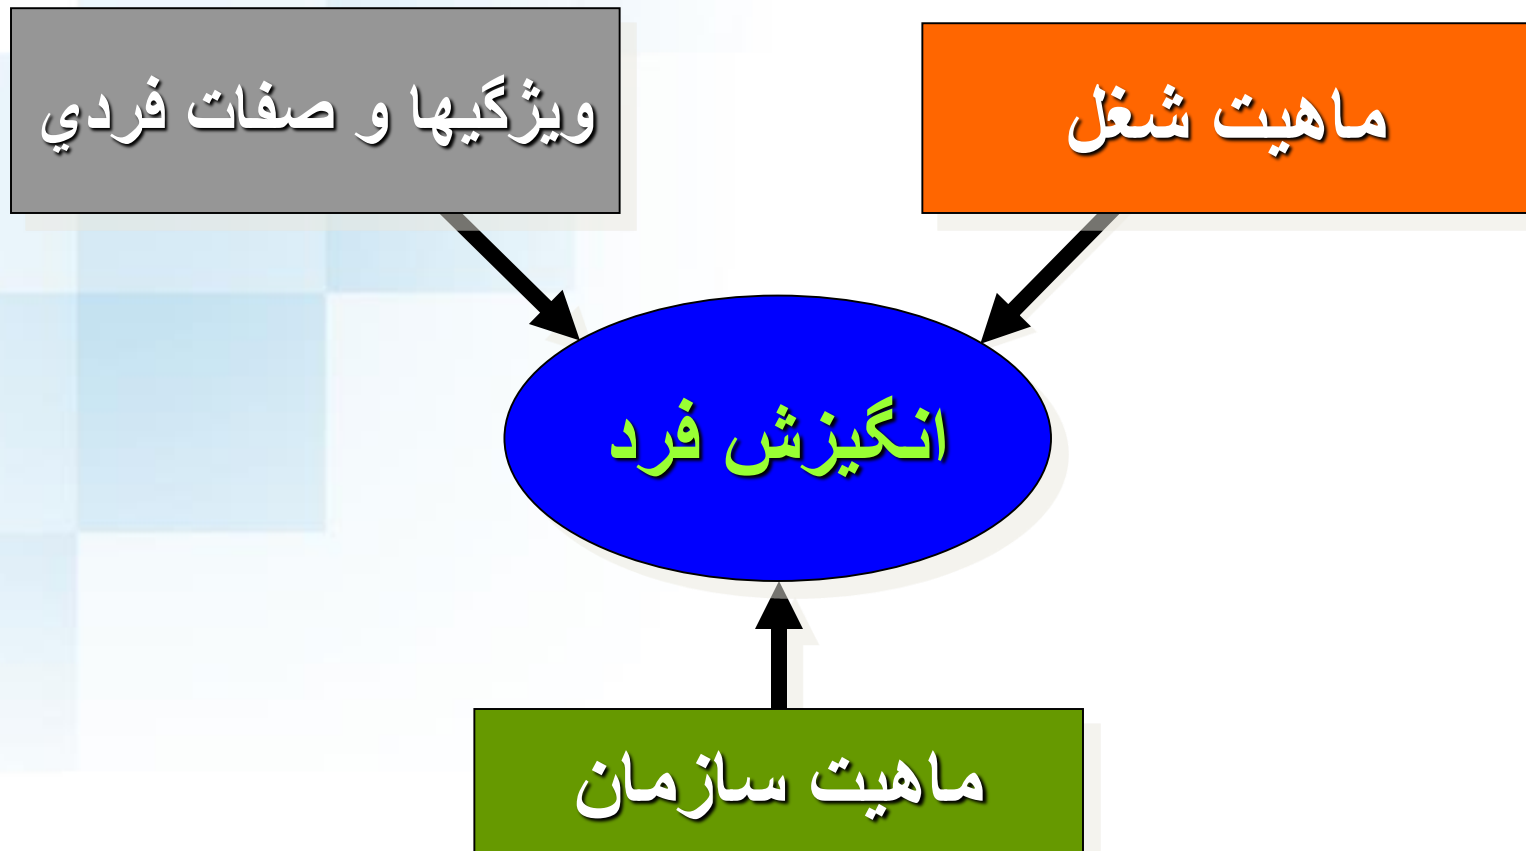 ماهيت شغل
ويژگيها و صفات فردي
انگيزش فرد
ماهيت سازمان